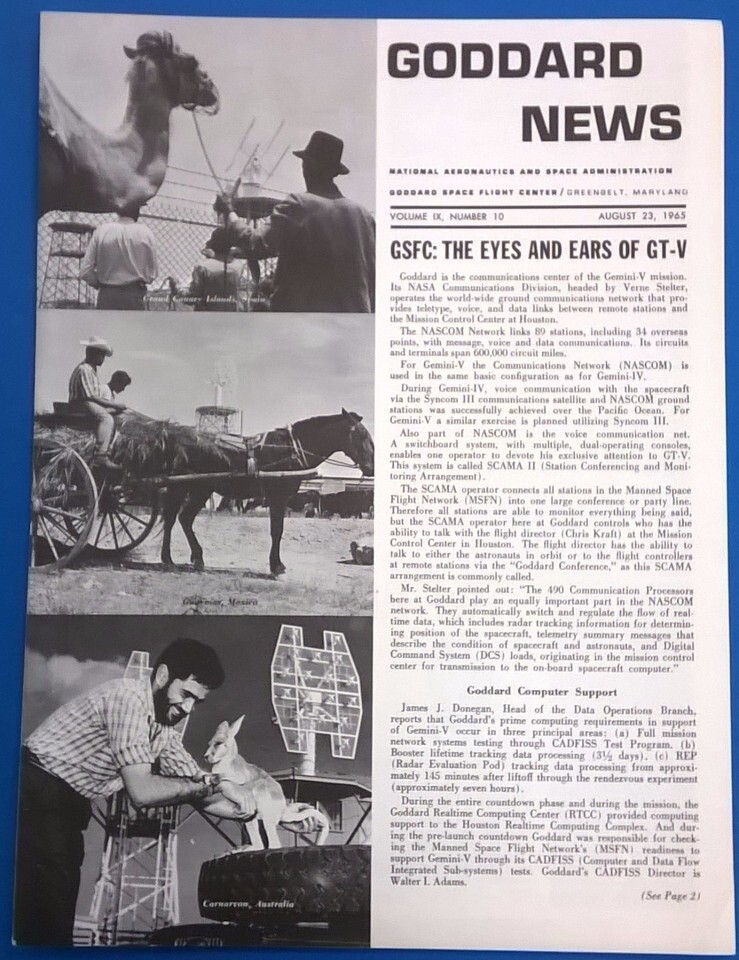 Grand Canary Islands, Spain
Guaymas, Mexico
Carnarvon, Australia
GODDARD
NEWS
NATIONAL AERONAUTICS AND SPACE ADMINISTRATION
GODDARD SPACE FLIGHT CENTER / GREENBELT, MARYLAND
VOLUME IX, NUMBER 10 AUGUST 23, 1965
GSFC: THE EYES AND EARS OF GT-V
Goddard is the communications center of the Gemini-V mission.
Its NASA Communications Division, headed by Verne Stelter,
operates the world-wide ground communications network that pro-
vides teletype, voice, and data links between remote stations and
the Mission Control Center at Houston.
The NASCOM Network links 89 stations, including 34 overseas
points, with message, voice and data communications. Its circuits
and terminals span 600,000 circuit miles.
For Gemini-V the Communications Network (NASCOM) is
used in the same basic configuration as for Gemini-IV.
During Gemini-IV, voice communication with the spacecraft
via the Syncom III communications satellite and NASCOM ground
stations was successfully achieved over the Pacific Ocean. For
Gemini-V a similar exercise is planned utilizing Syncom III.
Also part of NASCOM is the voice communication net.
A switchboard system, with multiple, dual-operating consoles,
enables one operator to devote his exclusive attention to GT-V.
This system is called SCAMA II (Station Conferencing and Moni-
toring Arrangement).
The SCAMA operator connects all stations in the Manned Space
Flight Network (MSFN) into one large conference or party line.
Therefore all stations are able to monitor everything being said,
but the SCAMA operator here at Goddard controls who has the
ability to talk with the flight director (Chris Kraft) at the Mission
Control Center in Houston. The flight director has the ability to
talk to either the astronauts in orbit or to the flight controllers
at remote stations via the "Goddard Conference," as this SCAMA
arrangement is commonly called.
Mr. Stelter pointed out: "The 490 Communication Processors
here at Goddard play an equally important part in the NASCOM
network. They automatically switch and regulate the flow of real-
time data, which includes radar tracking information for determin-
ing position of the spacecraft, telemetry summary messages that
describe the condition of spacecraft and astronauts, and Digital
Command System (DCS) loads, originating in the mission control
center for transmission to the on-board spacecraft computer."
Goddard Computer Support
James J. Donegan, Head of the Data Operations Branch,
reports that Goddard's prime computing requirements in support
of Gemini-V occur in three principal areas: (a) Full mission
network systems testing through CADFISS Test Program. (b)
Booster lifetime tracking data processing (3½ days). (c) REP
(Radar Evaluation Pod) tracking data processing from approxi-
mately 145 minutes after liftoff through the rendezvous experiment
(approximately seven hours).
During the entire countdown phase and during the mission, the
Goddard Realtime Computing Center (RTCC) provided computing
support to the Houston Realtime Computing Complex. And dur-
ing the pre-launch countdown Goddard was responsible for check-
ing the Manned Space Flight Network's (MSFN) readiness to
support Gemini-V through its CADFISS (Computer and Data Flow
Integrated Sub-systems) tests. Goddard's CADFISS Director is
Walter I. Adams.
(See Page 2)